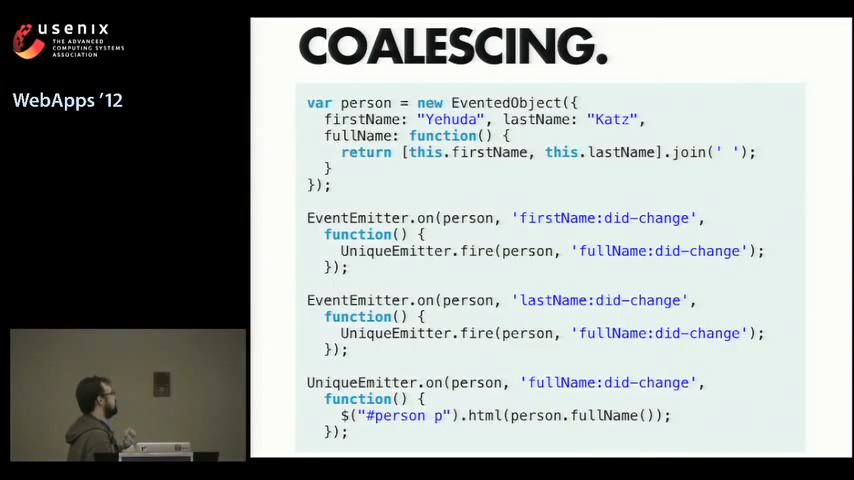 usenix
THE ADVANCED
COMPUTING SYSTEMS
ASSOCIATION
WebApps '12
COALESCING.
var person = new EventedObject({
firstName: "Yehuda", lastName: "Katz",
fullName: function() {
return [this.firstName, this.lastName].join(' ');
}
});
EventEmitter.on(person, 'firstName:did-change',
function() {
UniqueEmitter.fire(person, 'fullName:did-change');
});
EventEmitter.on(person, 'lastName:did-change',
function() {
UniqueEmitter.fire(person, 'fullName:did-change');
});
UniqueEmitter.on(person, 'fullName:did-change',
function() {
$("#person p").html(person.fullName());
});